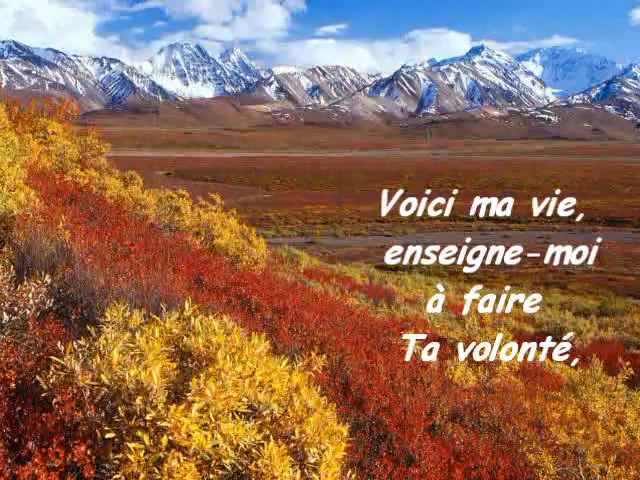 Voici ma vie,
enseigne-moi
à faire
Ta volonté,